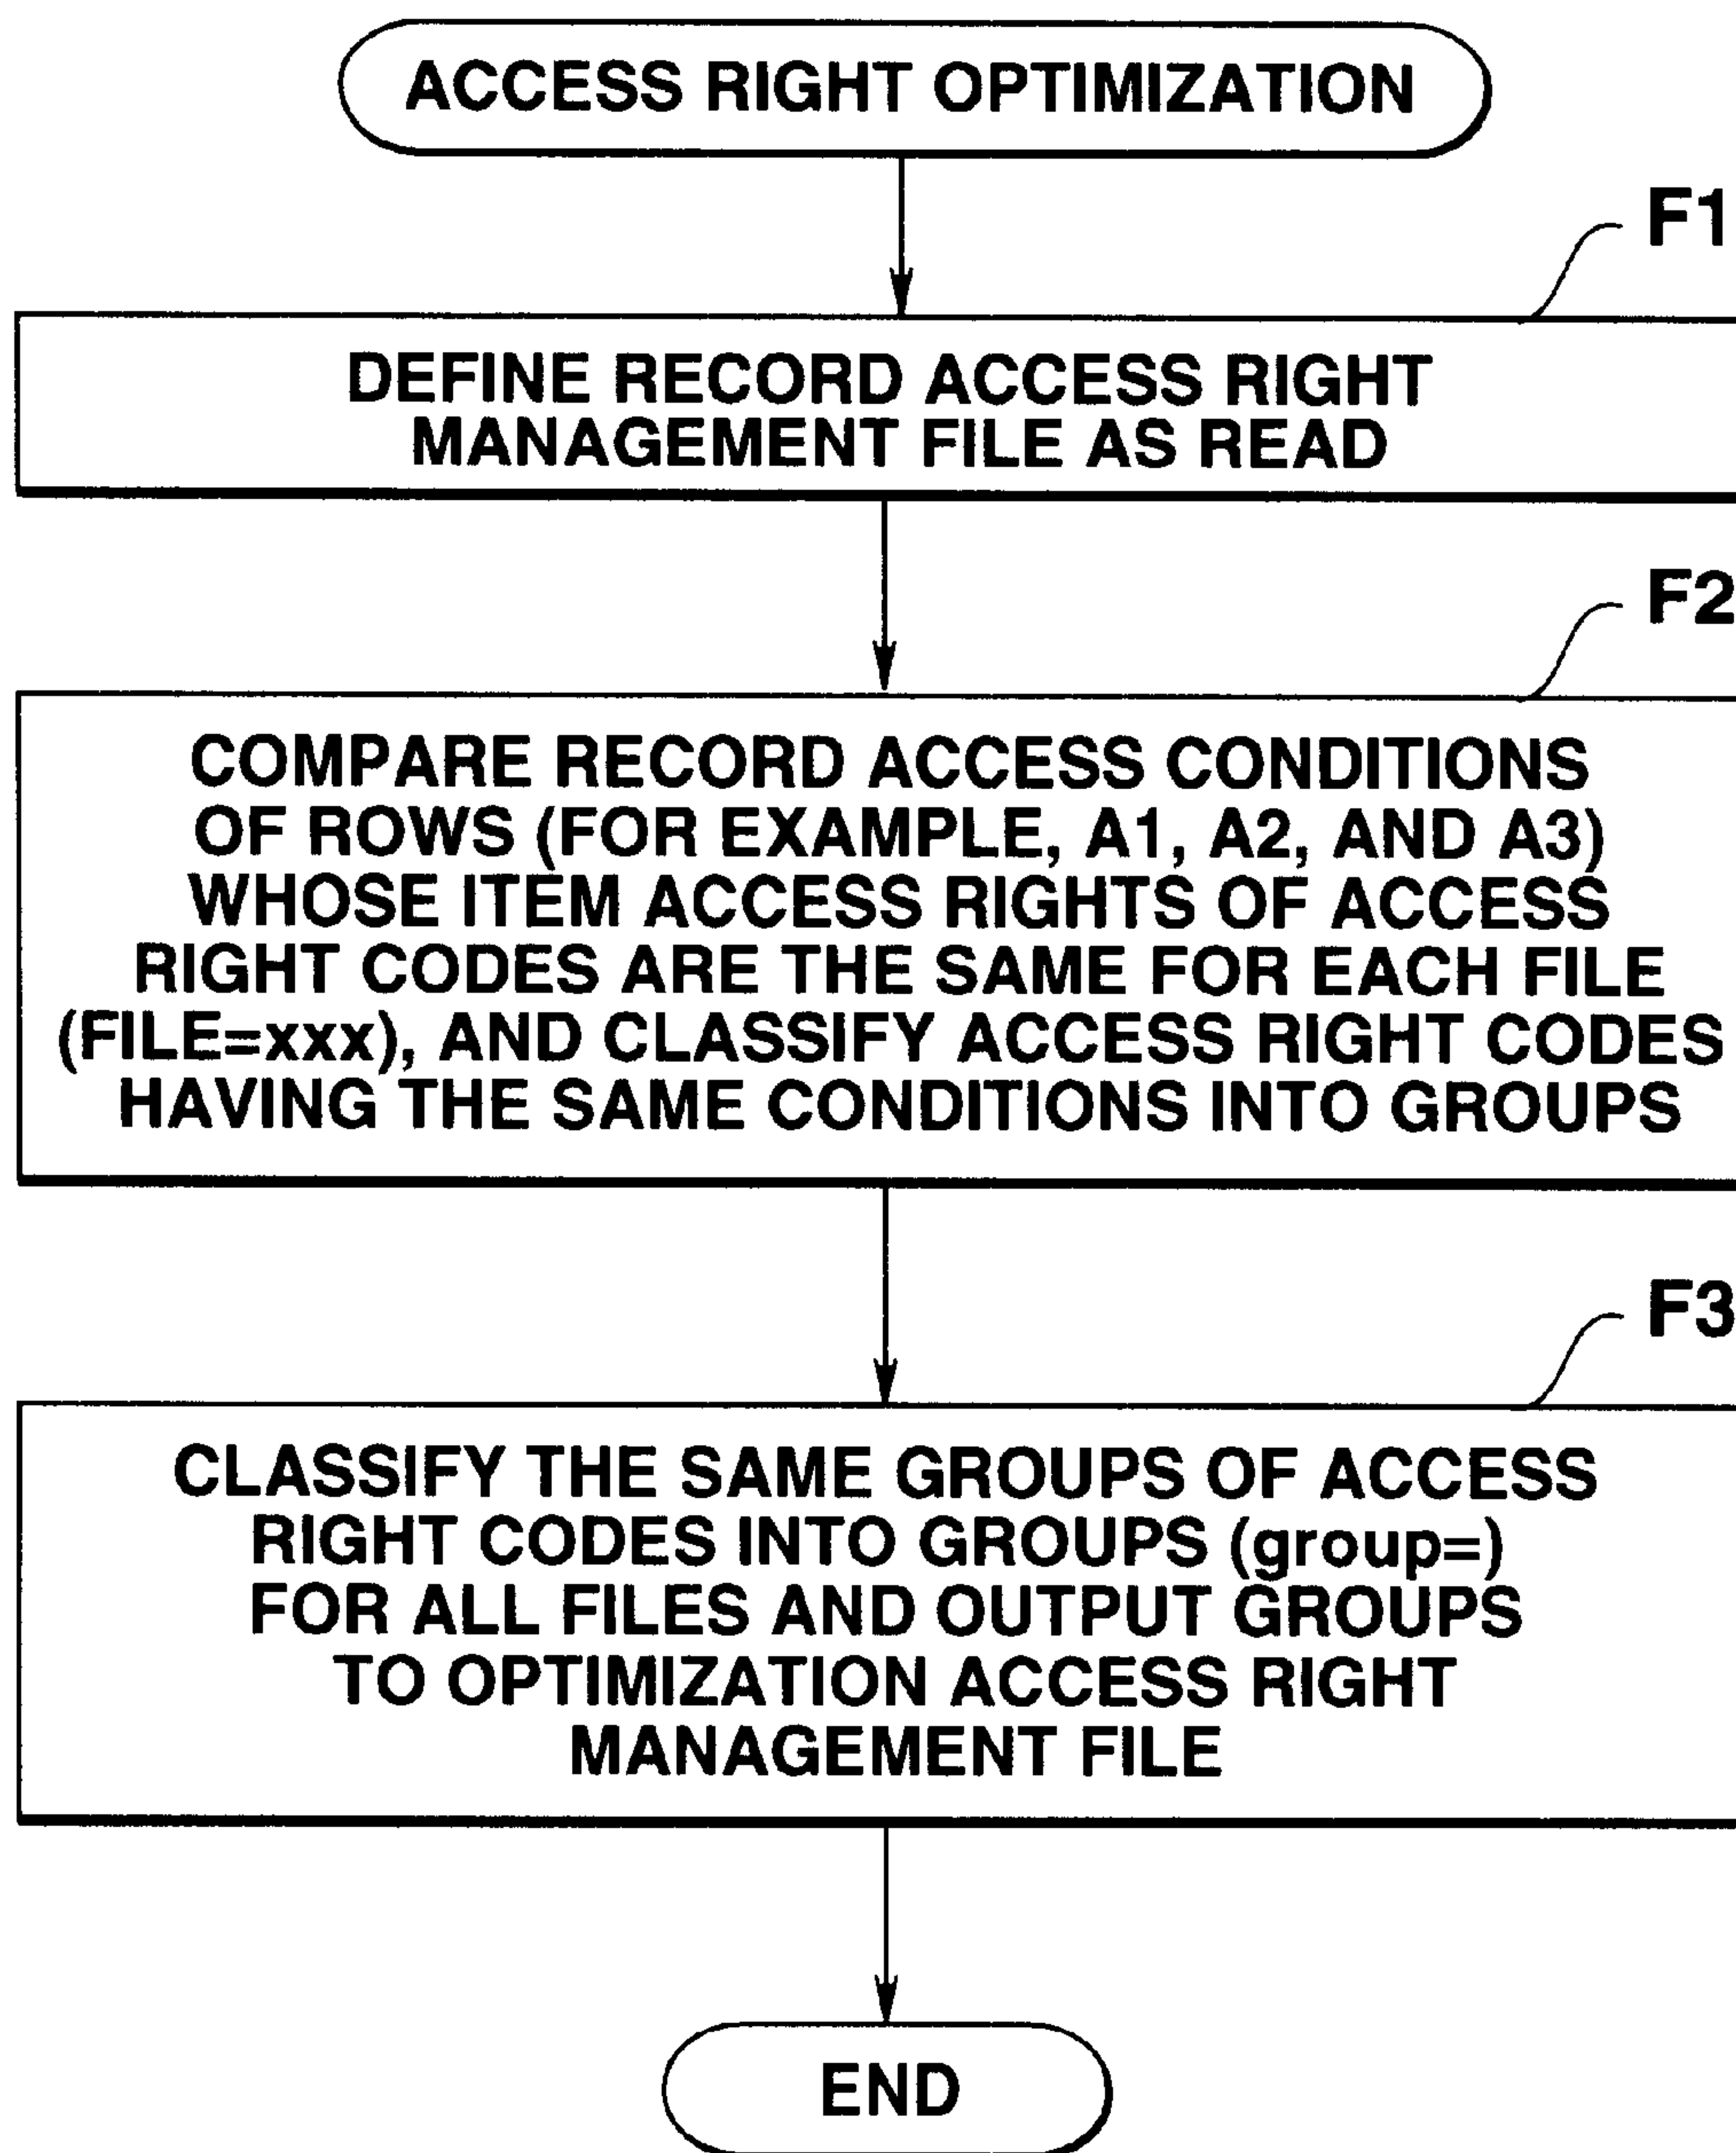 ACCESS RIGHT OPTIMIZATION
F1
DEFINE RECORD ACCESS RIGHT
MANAGEMENT FILE AS READ
F2
COMPARE RECORD ACCESS CONDITIONS
OF ROWS (FOR EXAMPLE, A1, A2, AND A3)
WHOSE ITEM ACCESS RIGHTS OF ACCESS
RIGHT CODES ARE THE SAME FOR EACH FILE
(FILE=xxx), AND CLASSIFY ACCESS RIGHT CODES
HAVING THE SAME CONDITIONS INTO GROUPS
F3
CLASSIFY THE SAME GROUPS OF ACCESS
RIGHT CODES INTO GROUPS (group=)
FOR ALL FILES AND OUTPUT GROUPS
TO OPTIMIZATION ACCESS RIGHT
MANAGEMENT FILE
END